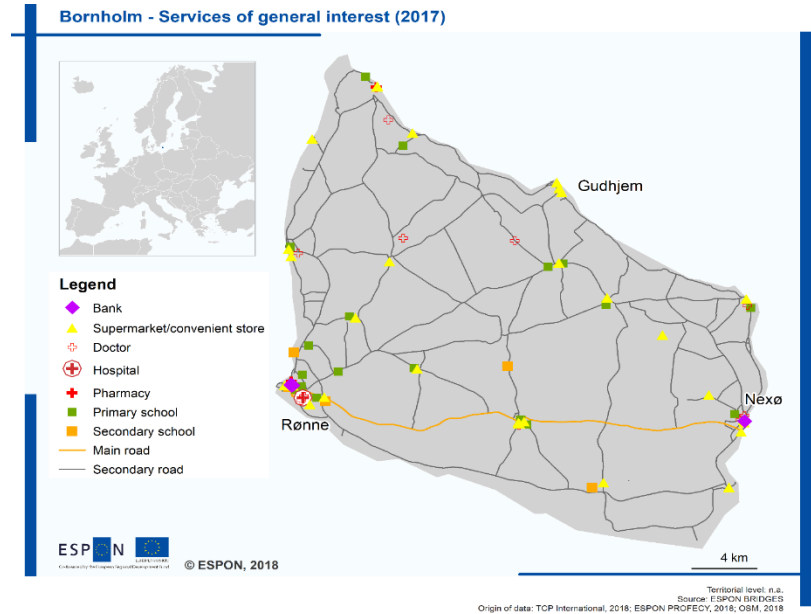 Bornholm - Services of general interest (2017)
Gudhjem
Legend
Bank
Supermarket/convenient store
Doctor
Hospital
Pharmacy
Primary school
Secondary school
Main road
Secondary road
Rønne
Nexø
ESPON
© ESPON, 2018
4 km
Territorial level: n.a.
Source: ESPON BRIDGES
Origin of data: TCP International, 2018; ESPON PROFECY, 2018; OSM, 2018